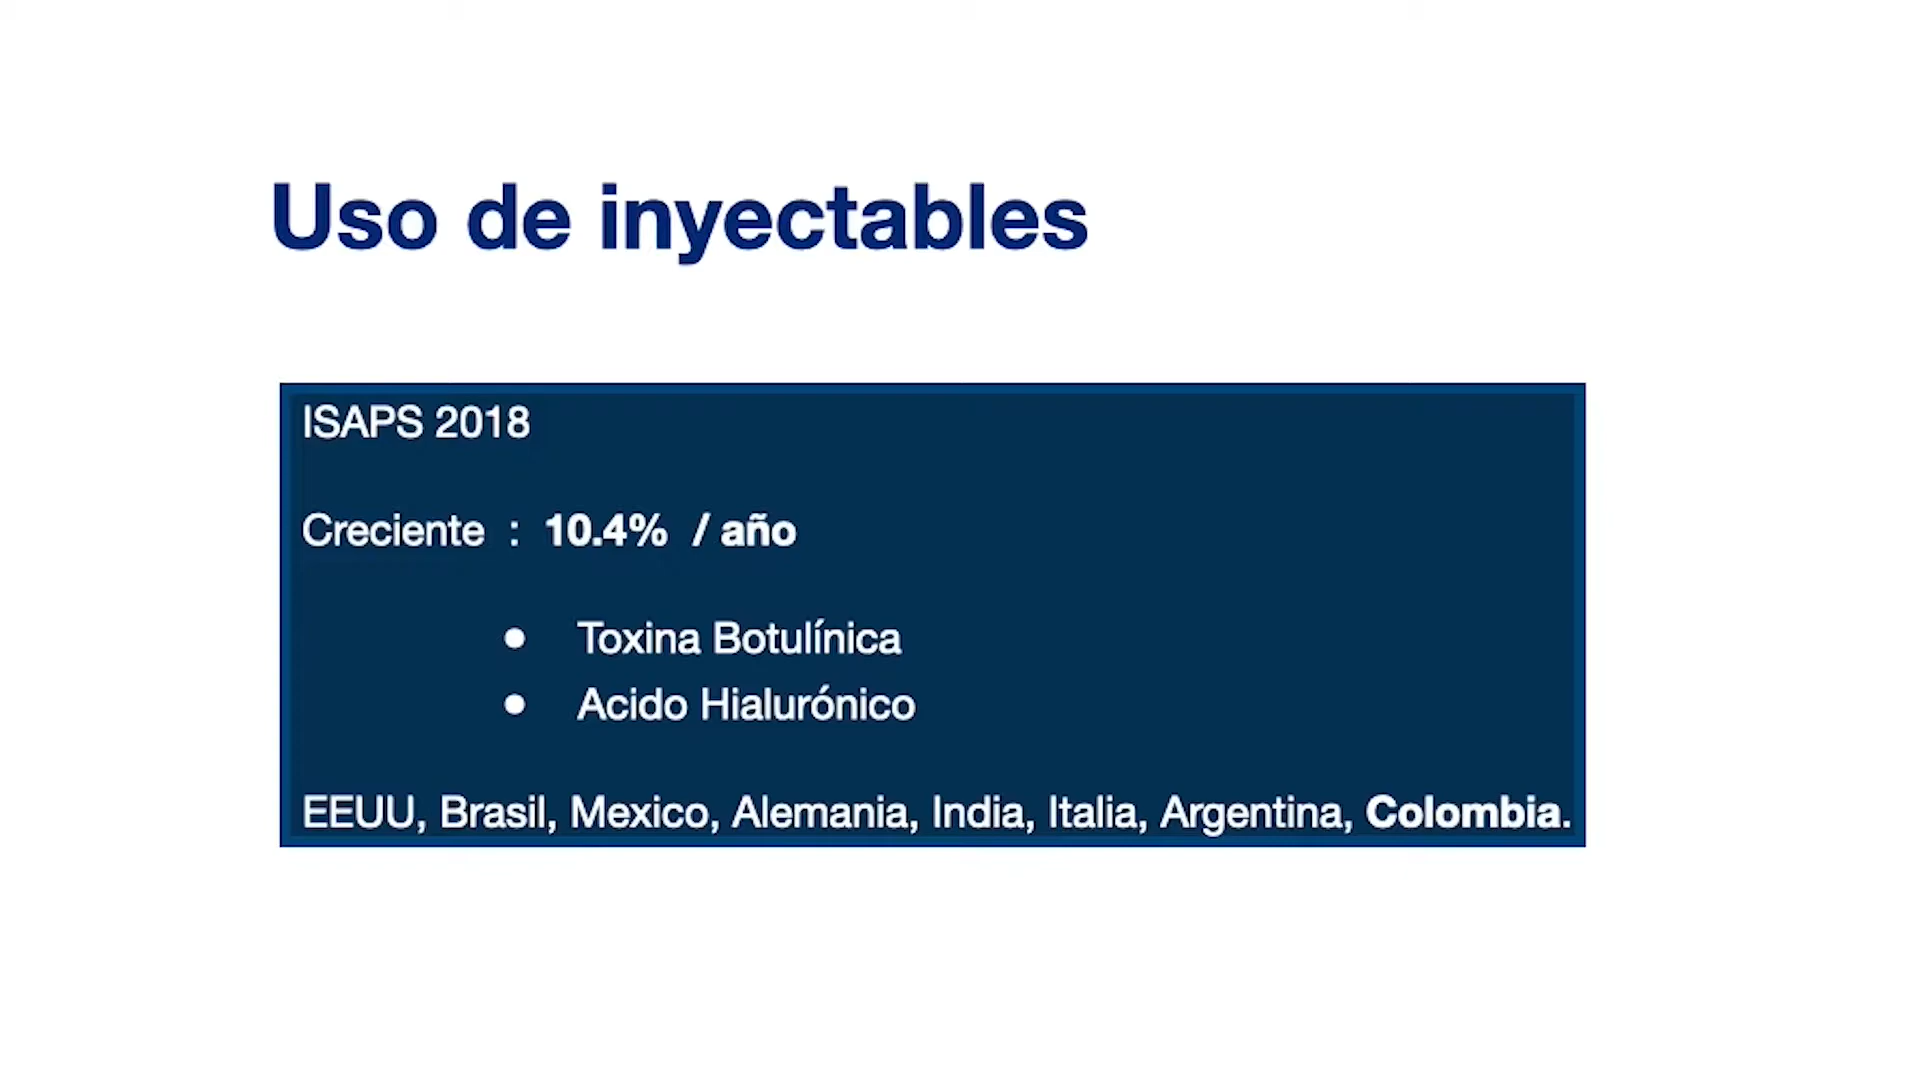 Uso de inyectables
ISAPS 2018
Creciente : 10.4% / año
● Toxina Botulínica
● Acido Hialurónico
EEUU, Brasil, Mexico, Alemania, India, Italia, Argentina, Colombia.